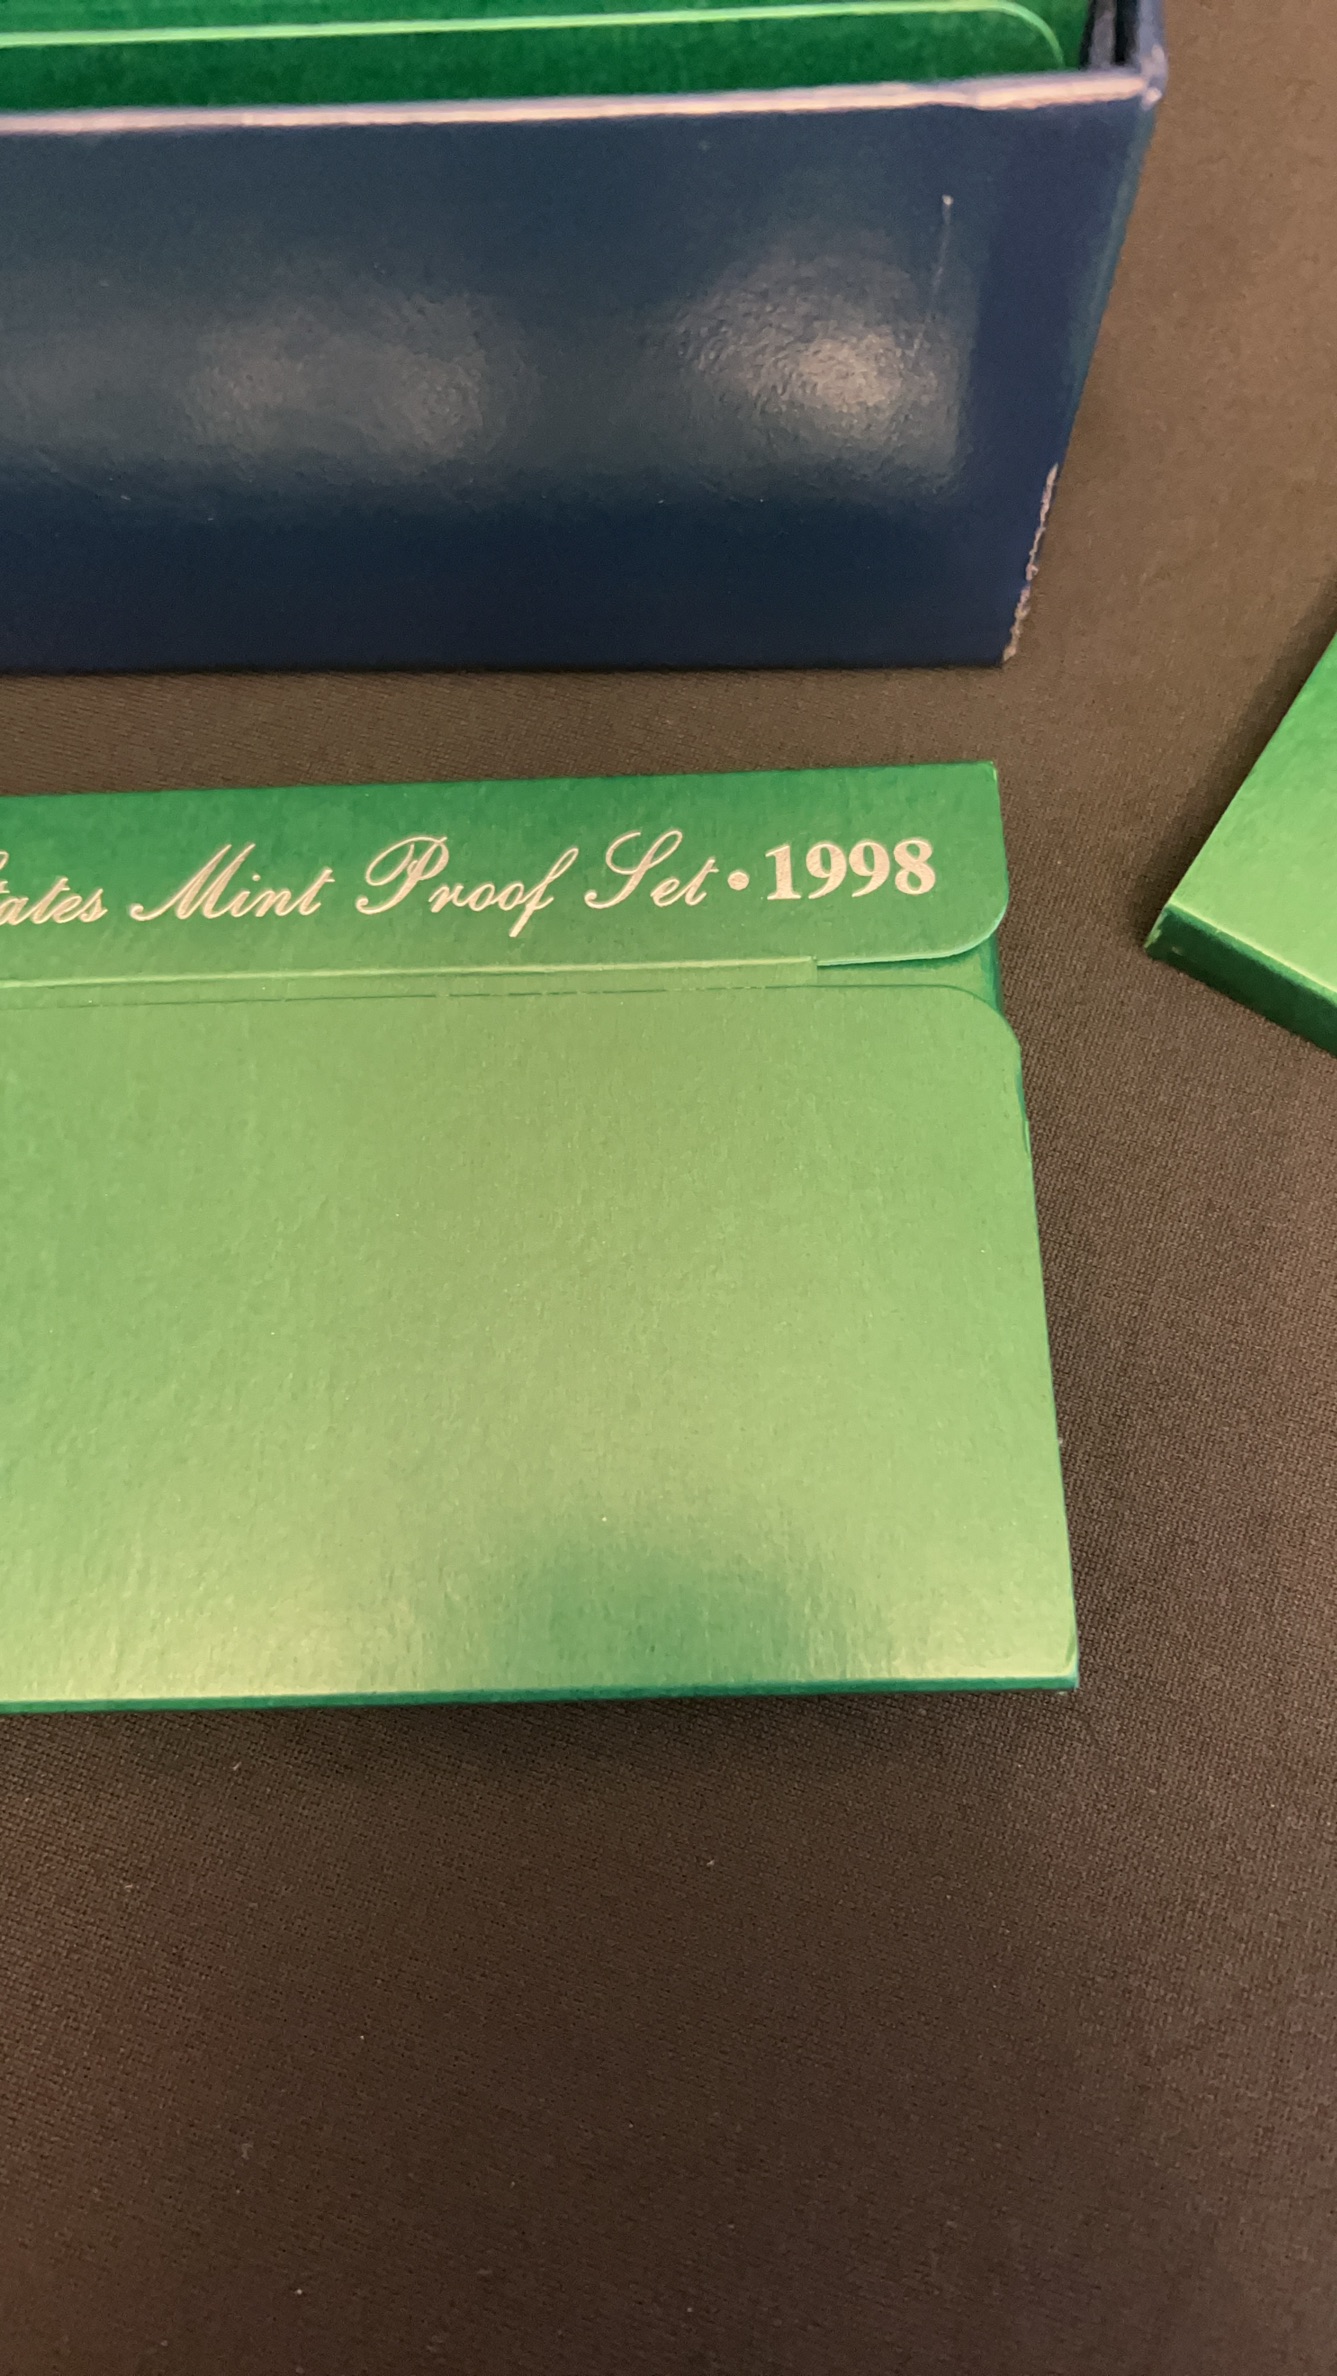 tates Mint Proof Set • 1998